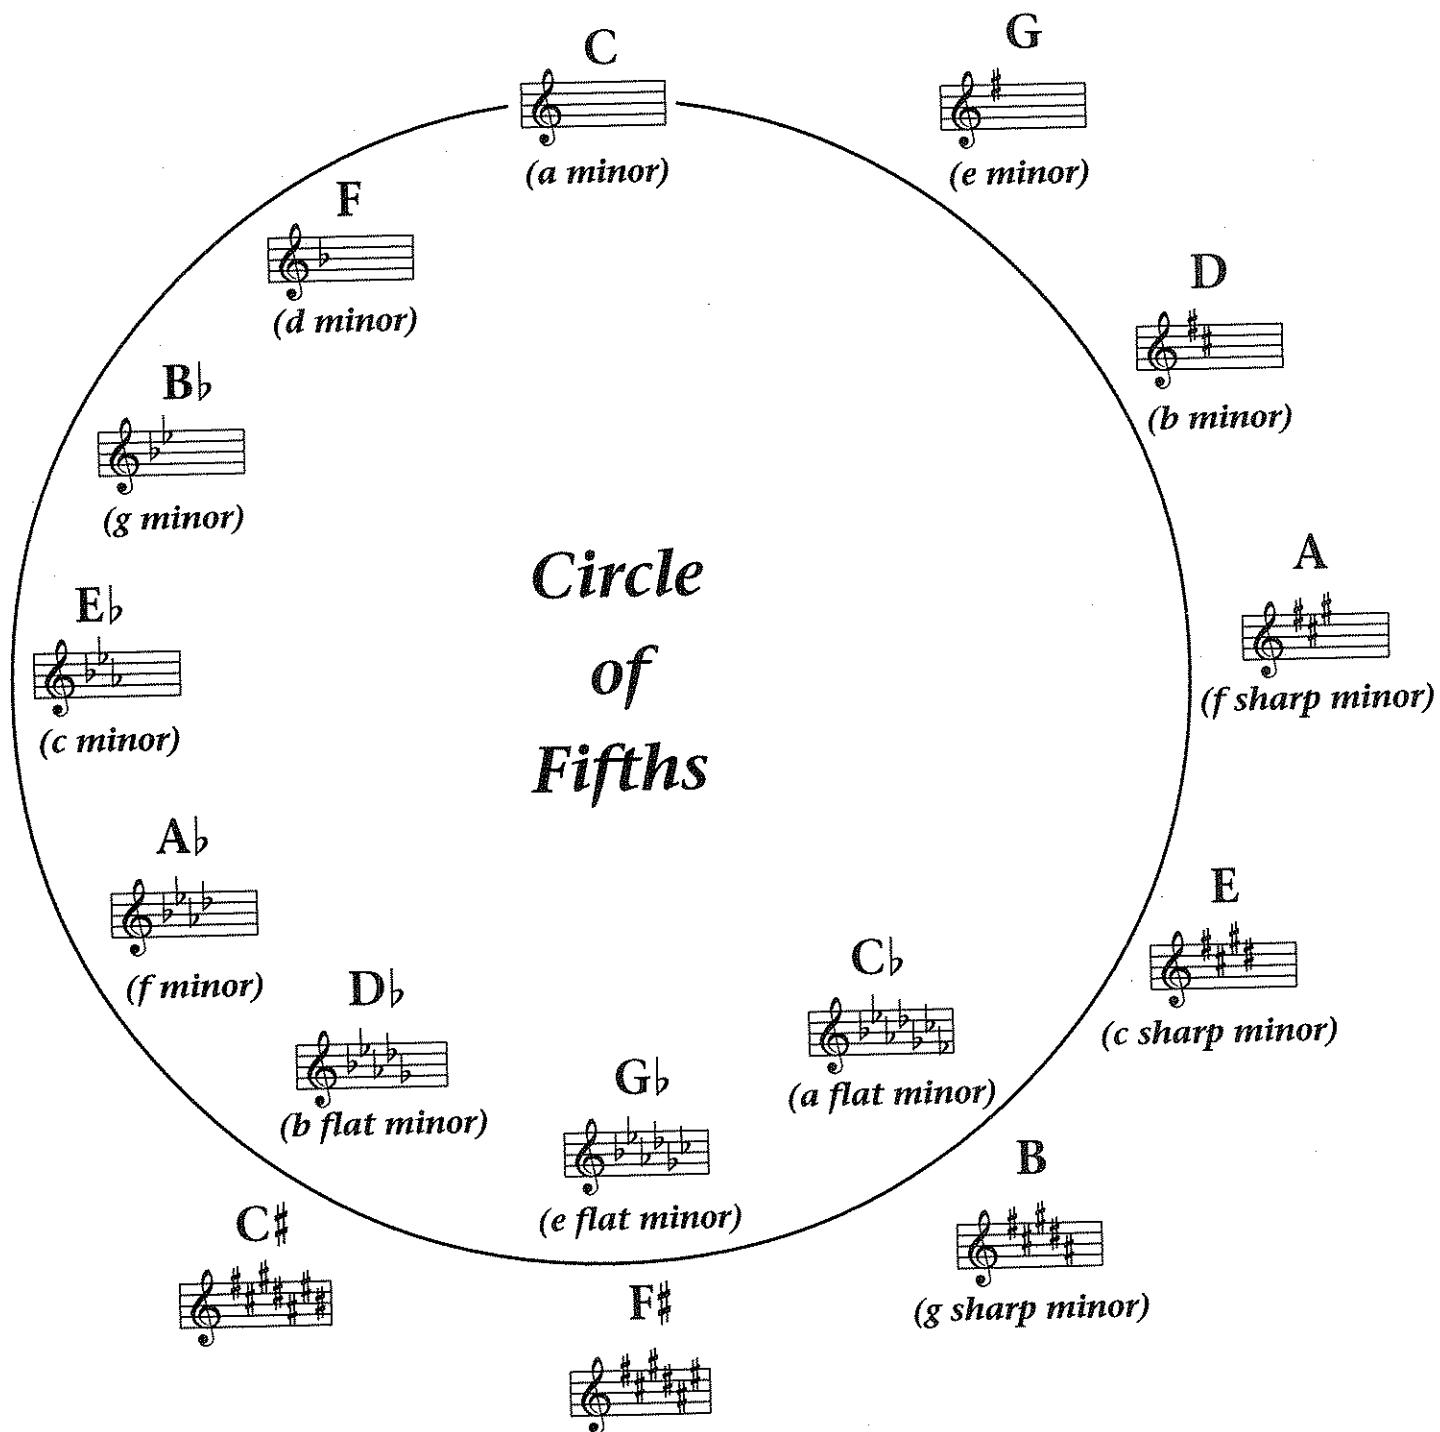 C
(a minor)
G
(e minor)
F
(d minor)
D
(b minor)
B♭
(g minor)
A
(f sharp minor)
E♭
(c minor)
Circle
of
Fifths
A♭
(f minor)
E
(c sharp minor)
D♭
(b flat minor)
C♭
(a flat minor)
G♭
(e flat minor)
B
(g sharp minor)
C♯
F♯